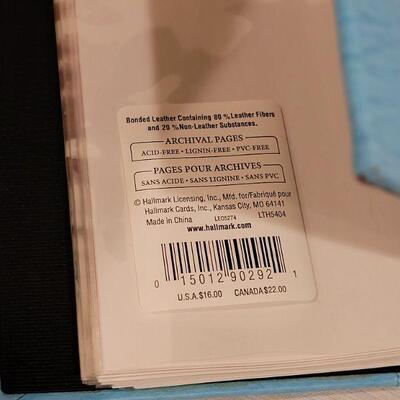 Bonded Leather Containing 80 % Leather Fibers
and 20 % Non-Leather Substances.
ARCHIVAL PAGES
ACID-FREE • LIGNIN-FREE • PVC-FREE
PAGES POUR ARCHIVES
SANS ACIDE • SANS LIGNINE • SANS PVC
© Hallmark Licensing, Inc., Mfd. for/Fabriqué pour
Hallmark Cards, Inc., Kansas City, MO 64141
Made in China LEO5274 LTH5404
www.hallmark.com
0 15012 90292 1
U.S.A. $16.00 CANADA $22.00